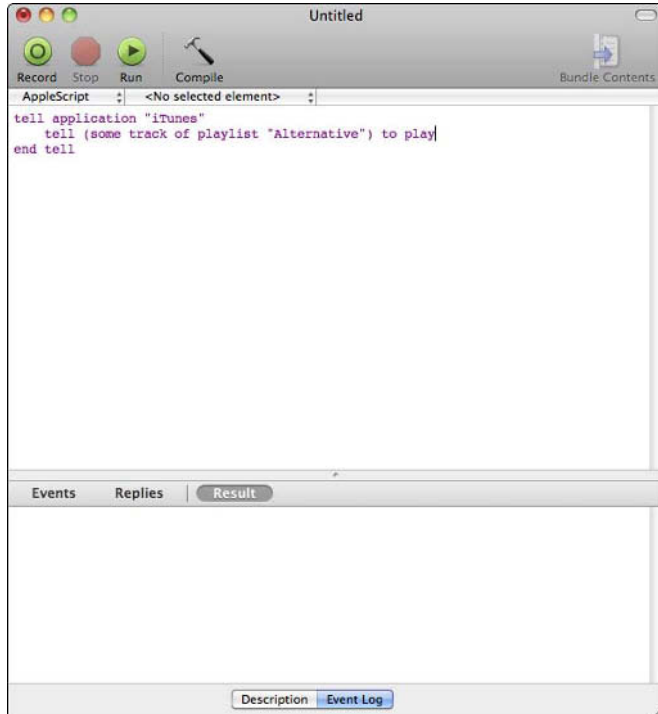 Untitled
Record Stop Run Compile Bundle Contents
AppleScript <No selected element>
tell application "iTunes"
    tell (some track of playlist "Alternative") to play
end tell
Events Replies Result
Description Event Log